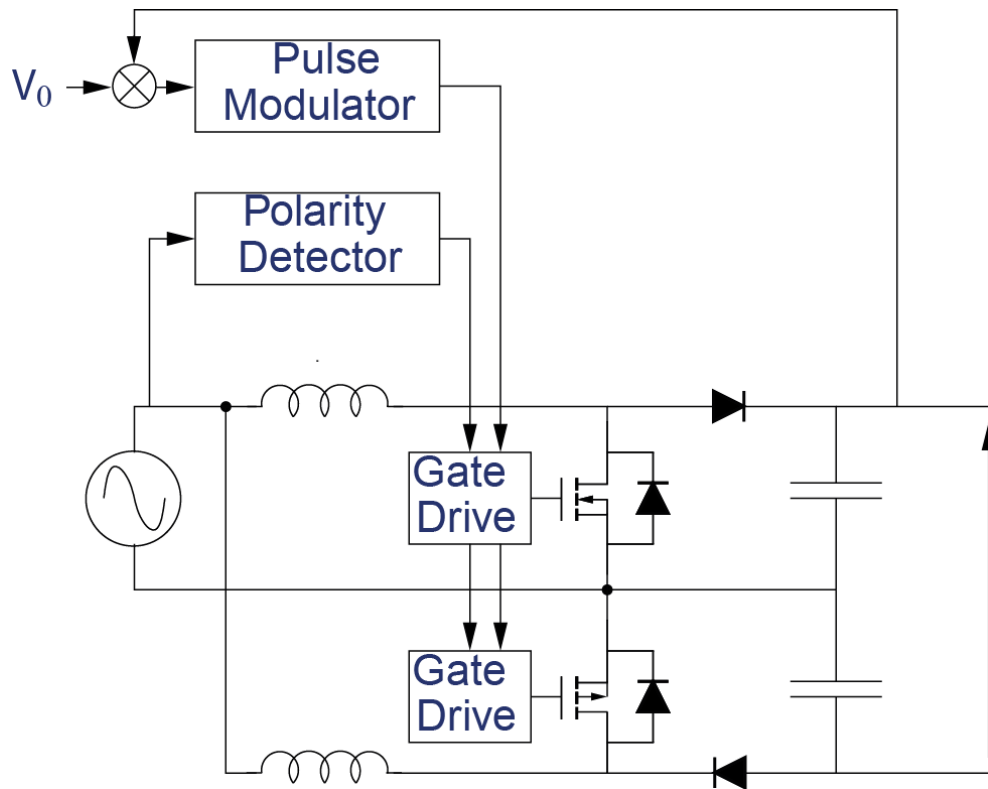 V₀
Pulse
Modulator
Polarity
Detector
Gate
Drive
Gate
Drive